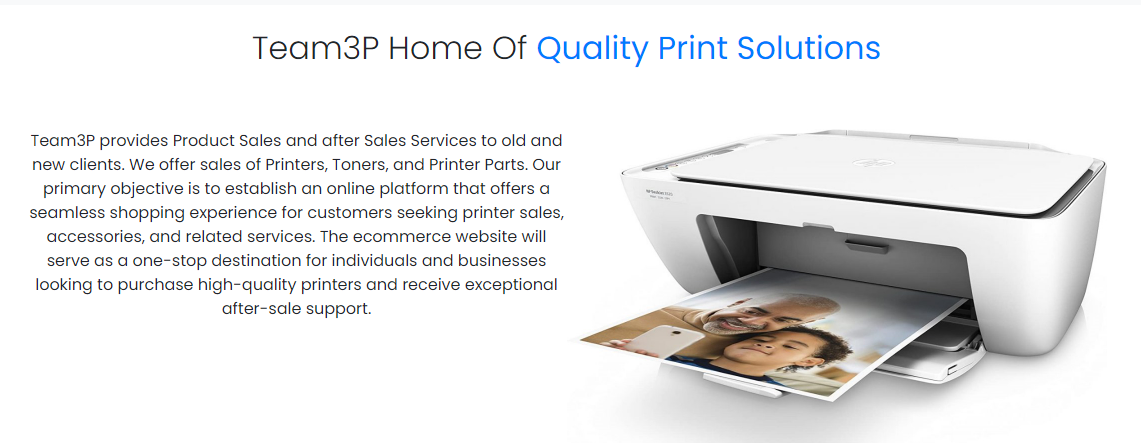 Team3P Home Of Quality Print Solutions
Team3P provides Product Sales and after Sales Services to old and
new clients. We offer sales of Printers, Toners, and Printer Parts. Our
primary objective is to establish an online platform that offers a
seamless shopping experience for customers seeking printer sales,
accessories, and related services. The ecommerce website will
serve as a one-stop destination for individuals and businesses
looking to purchase high-quality printers and receive exceptional
after-sale support.
hp